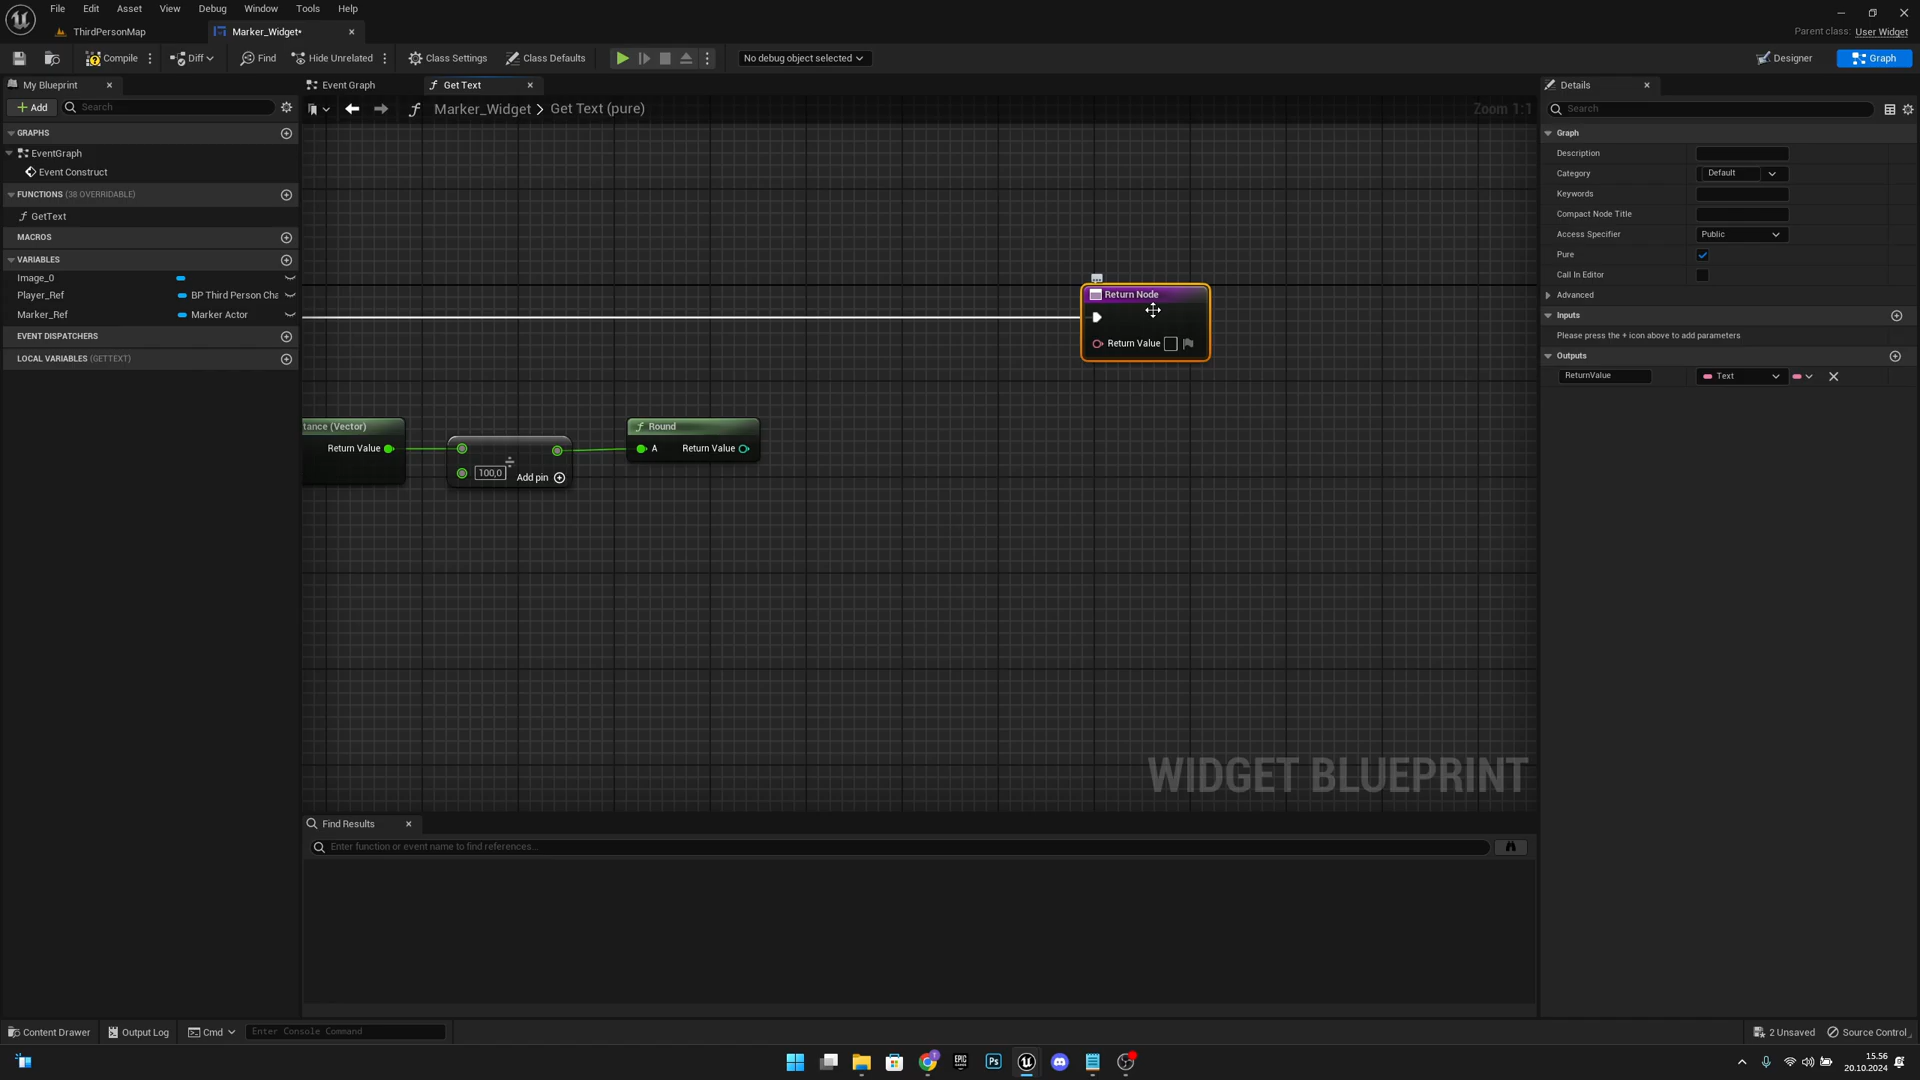 File Edit Asset View Window Debug Tools Help
ThirdPersonMap
Marker_Widget•
Parent class: User Widget
Compile
Diff
Find
Hide Unrelated
Class Settings
Class Defaults
No debug object selected
Designer
Graph
My Blueprint
Add
Search
GRAPHS
EventGraph
Event Construct
FUNCTIONS (38 OVERRIDABLE)
GetText
MACROS
VARIABLES
Image_0
Player_Ref BP Third Person Cha
Marker_Ref Marker Actor
EVENT DISPATCHERS
LOCAL VARIABLES (GETTEXT)
Event Graph
Get Text
Marker_Widget > Get Text (pure)
Zoom 1:1
Return Node
Return Value
tance (Vector)
Return Value
100,0
Add pin
Round
A Return Value
WIDGET BLUEPRINT
Find Results
Enter function or event name to find references...
Details
Search
Graph
Description
Category Default
Keywords
Compact Node Title
Access Specifier Public
Pure
Call In Editor
Advanced
Inputs
Please press the + icon above to add parameters
Outputs
ReturnValue Text
Content Drawer
Output Log
Cmd
Enter Console Command
2 Unsaved
Source Control
EPIC GAMES
Ps
15.56
20.10.2024